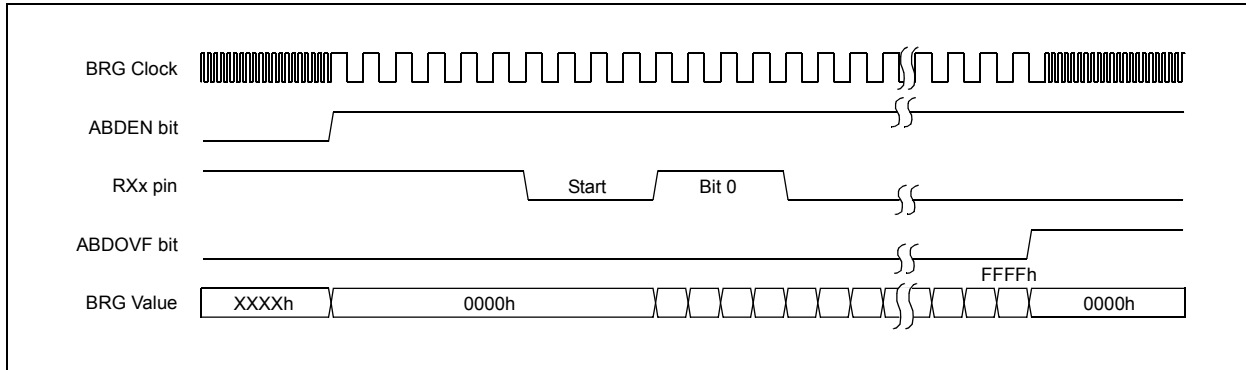 BRG Clock
ABDEN bit
RXx pin
Start
Bit 0
ABDOVF bit
FFFFh
BRG Value
XXXXh
0000h
0000h